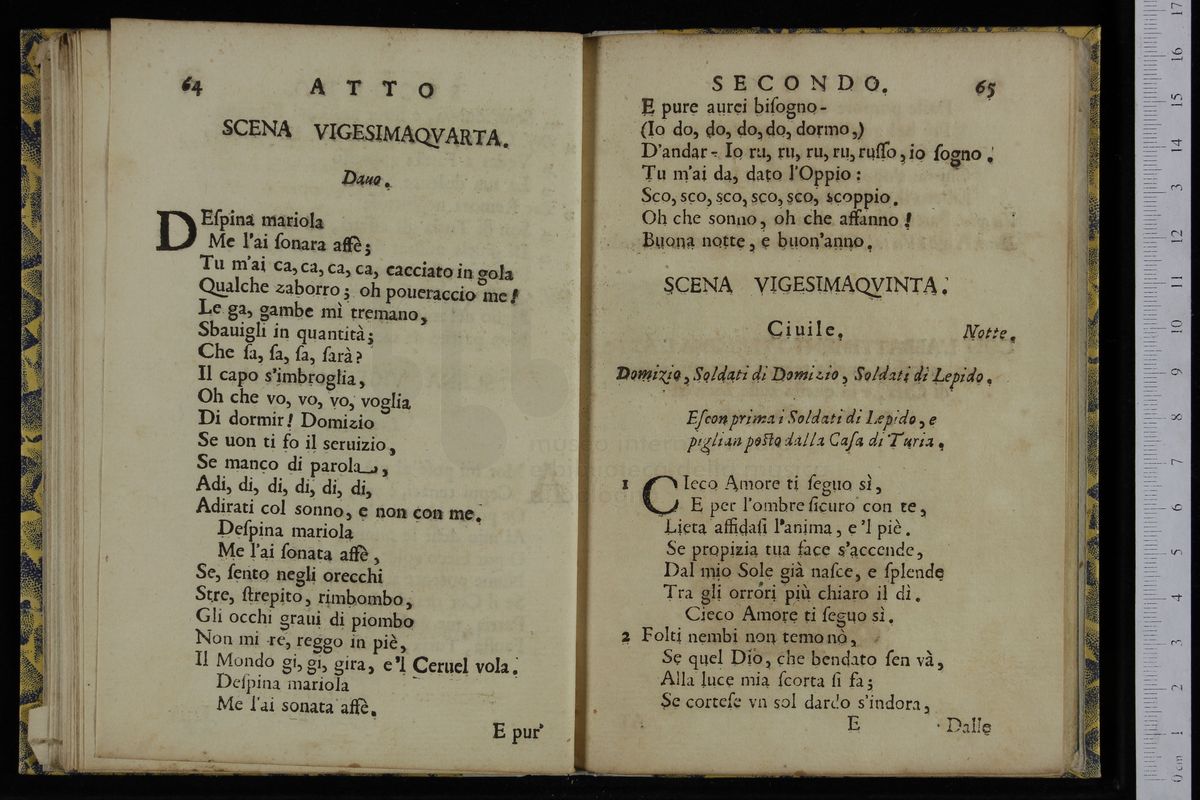 64
ATTO
SCENA VIGESIMAQVARTA.
Dauo.
DEſpina mariola
Me l'ai ſonara affè;
Tu m'ai ca, ca, ca, ca, cacciato in gola
Qualche zaborro; oh poueraccio me!
Le ga, gambe mì tremano,
Sbauigli in quantità;
Che ſa, ſa, ſa, ſarà?
Il capo s'imbroglia,
Oh che vo, vo, vo, voglia
Di dormir! Domizio
Se uon ti fo il seruizio,
Se manco di parola,
Adi, di, di, di, di, di,
Adirati col sonno, e non con me.
Deſpina mariola
Me l'ai ſonata affè,
Se, ſento negli orecchi
Stre, ſtrepito, rimbombo,
Gli occhi graui di piombo
Non mi re, reggo in piè,
Il Mondo gi, gi, gira, e'l Ceruel vola.
Deſpina mariola
Me l'ai sonata affè.
E pur'
SECONDO.
65
E pure aurei biſogno-
(Io do, do, do, do, dormo,)
D'andar- Io ru, ru, ru, ru, ruſſo, io ſogno.
Tu m'ai da, dato l'Oppio:
Sco, sco, sco, sco, sco, scoppio.
Oh che sonno, oh che affanno!
Buona notte, e buon'anno.
SCENA VIGESIMAQVINTA.
Ciuile.
Notte.
Domizio, Soldati di Domizio, Soldati di Lepido.
Eſcon prima i Soldati di Lepido, e
piglian poſto dalla Caſa di Turia.
1 CIeco Amore ti ſeguo sì,
E per l'ombre ſicuro con te,
Lieta affidaſi l'anima, e 'l piè.
Se propizia tua face s'accende,
Dal mio Sole già naſce, e ſplende
Tra gli orrori più chiaro il dì.
Cieco Amore ti ſeguo sì.
2 Folti nembi non temo nò,
Se quel Dio, che bendato ſen và,
Alla luce mia ſcorta ſi fa;
Se corteſe vn sol dardo s'indora,
E
Dalle